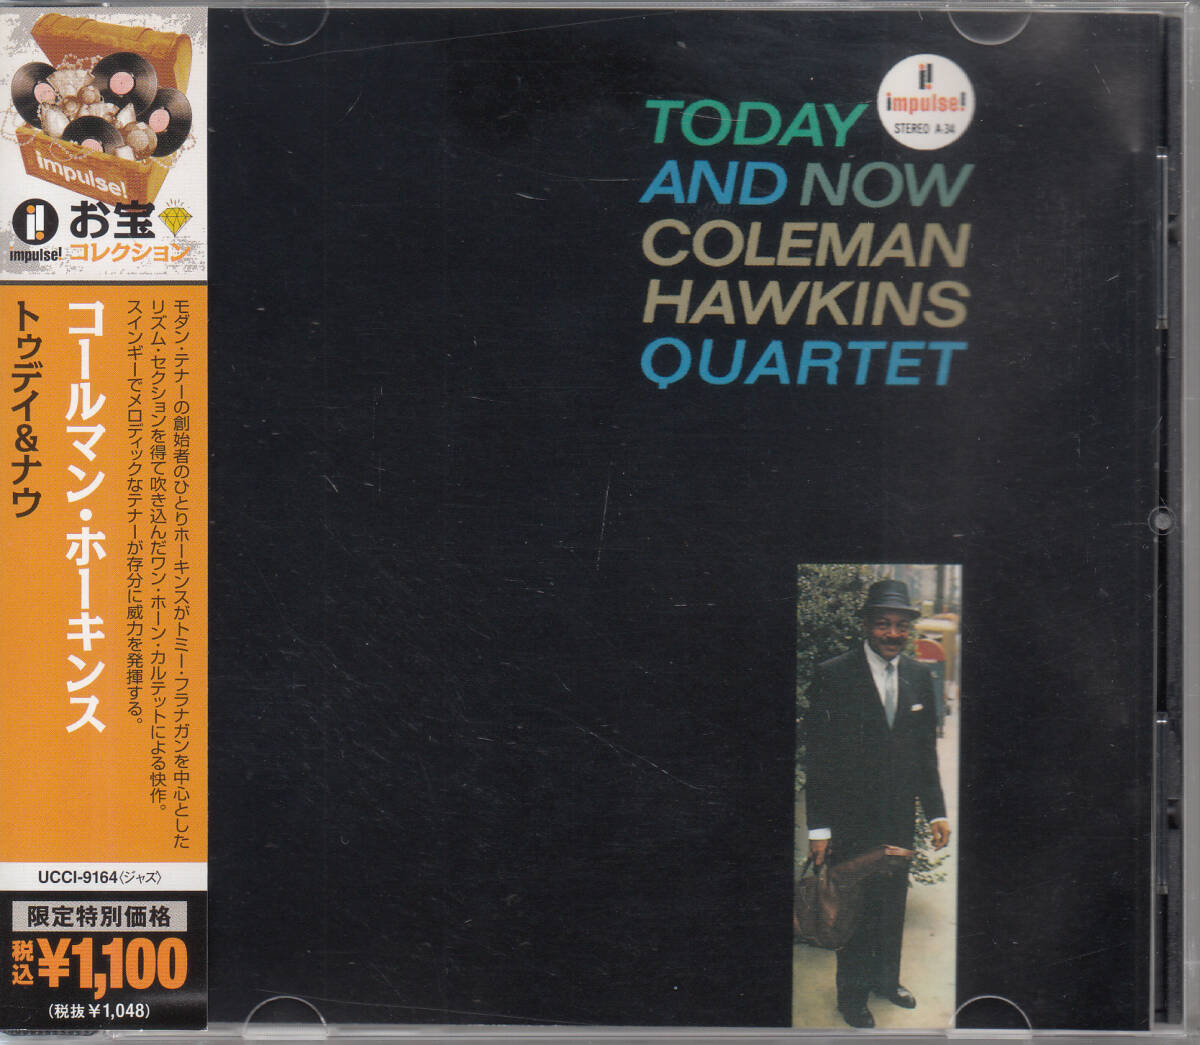 impulse!
お宝
impulse!
コレクション
コールマン・ホーキンス
トゥデイ&ナウ
モダン・テナーの創始者のひとりホーキンスがトミー・フラナガンを中心とした
リズム・セクションを得て吹き込んだワン・ホーン・カルテットによる快作。
スインギーでメロディックなテナーが存分に威力を発揮する。
UCCI-9164〈ジャズ〉
限定特別価格
税込¥1,100
(税抜¥1,048)
impulse!
STEREO A-34
TODAY
AND NOW
COLEMAN
HAWKINS
QUARTET